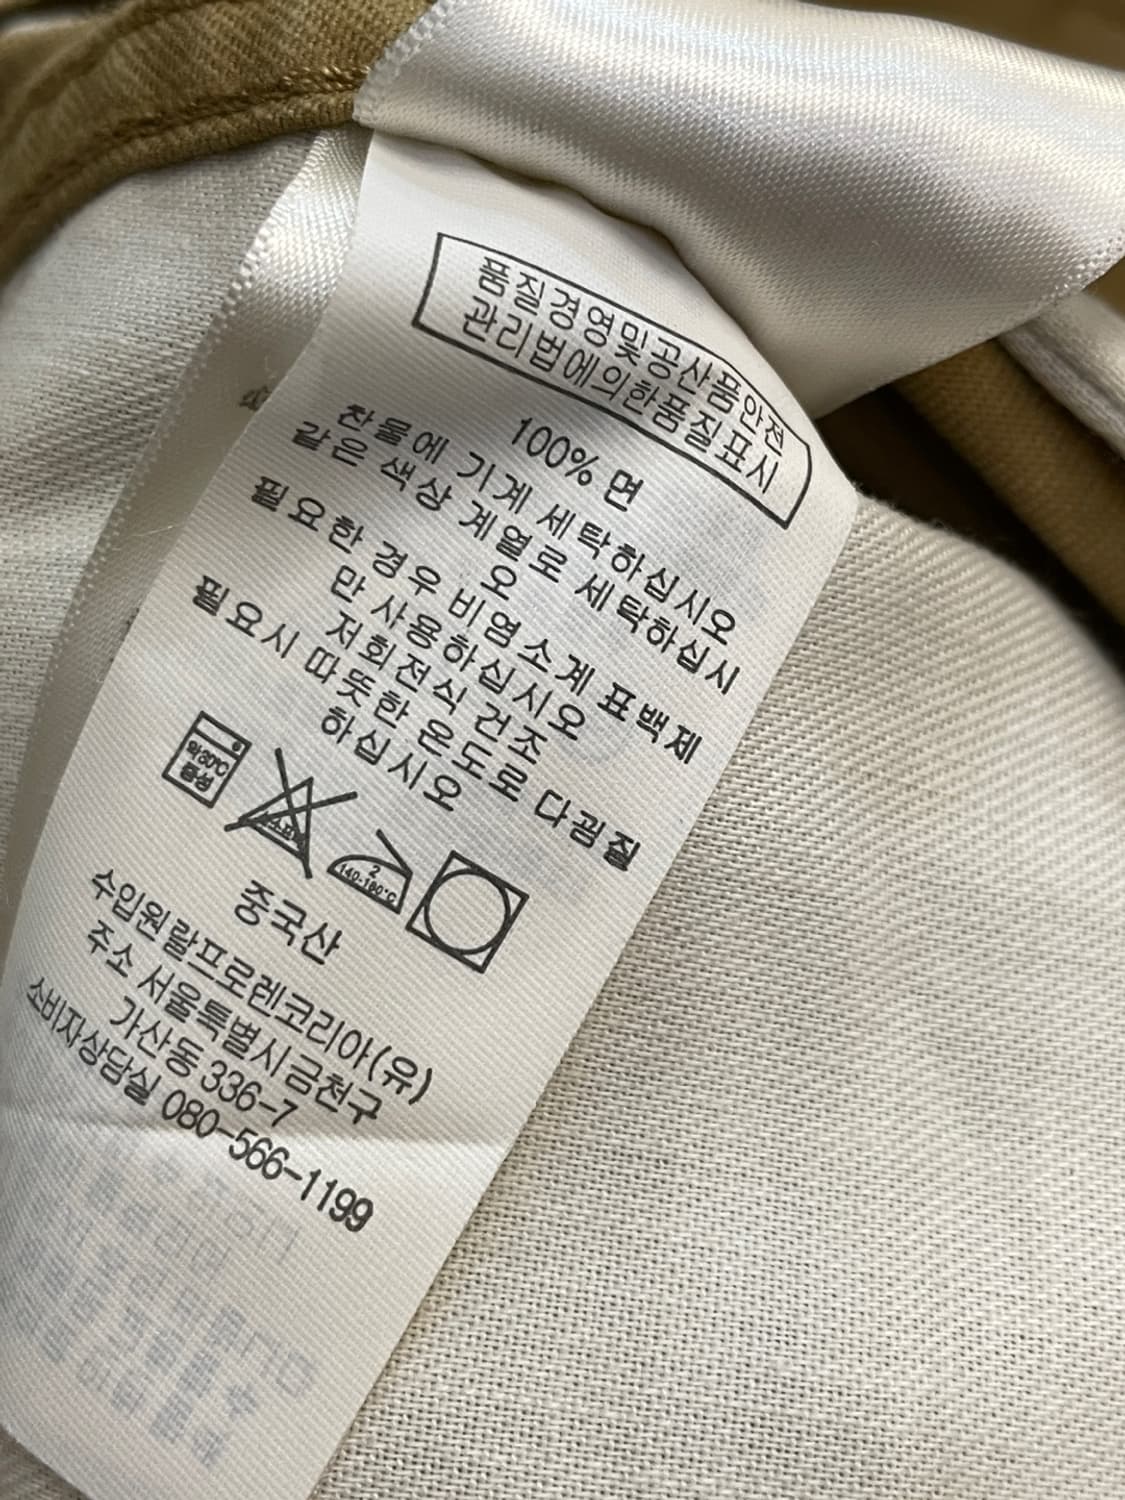 품질경영및공산품안전
관리법에의한품질표시
100% 면
찬물에 기계 세탁하십시오
같은 색상 계열로 세탁하십시
오
필요한 경우 비염소계 표백제
만 사용하십시오
저회전식 건조
필요시 따뜻한 온도로 다림질
하십시오
약30℃
중성
2
140-160℃
중국산
수입원랄프로렌코리아(유)
주소 서울특별시금천구
가산동 336-7
소비자상담실 080-566-1199